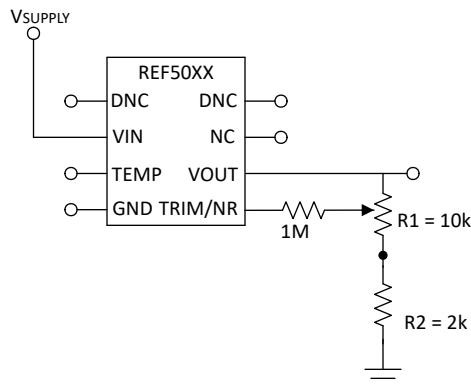 VSUPPLY
REF50XX
DNC DNC
VIN NC
TEMP VOUT
GND TRIM/NR
1M
R1 = 10k
R2 = 2k